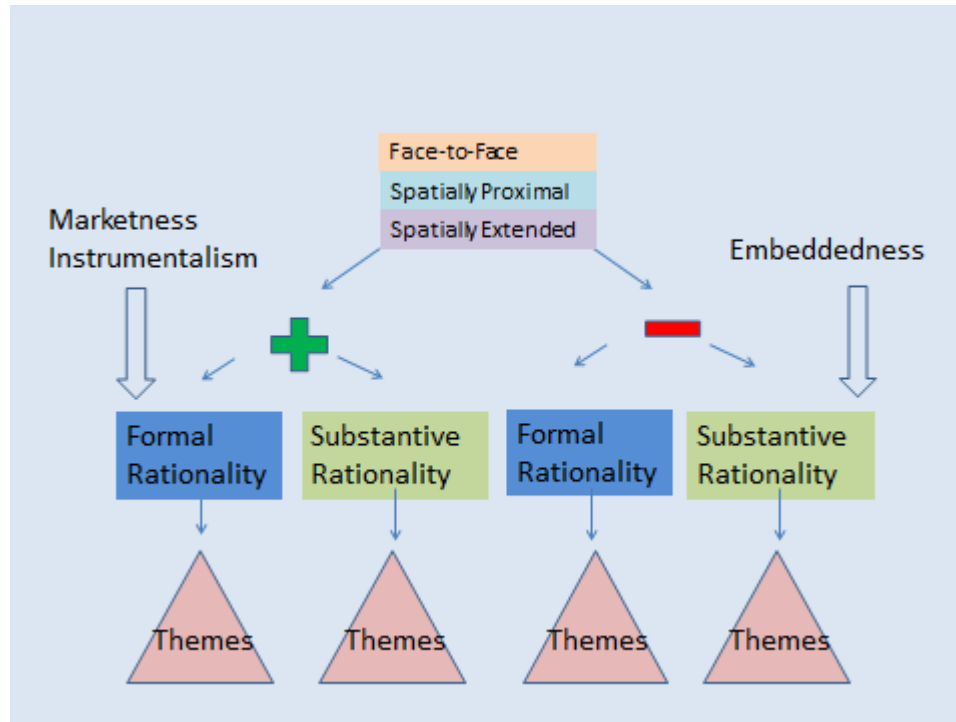 Face-to-Face
Spatially Proximal
Spatially Extended
Marketness
Instrumentalism
Embeddedness
Formal
Rationality
Substantive
Rationality
Formal
Rationality
Substantive
Rationality
Themes
Themes
Themes
Themes